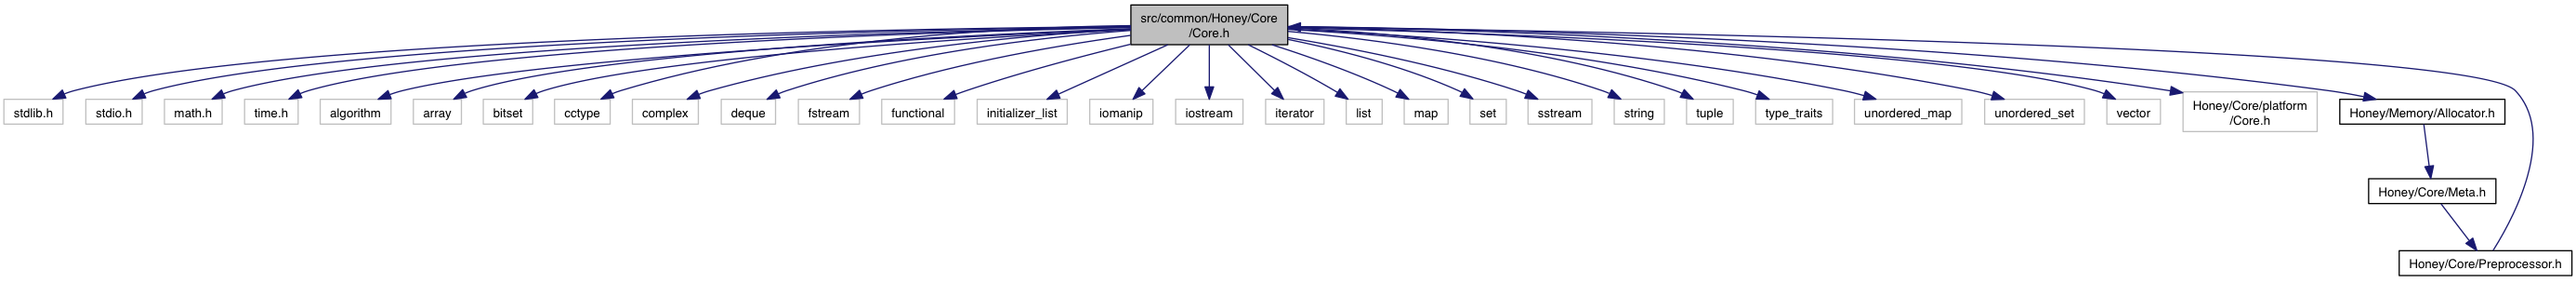 src/common/Honey/Core
/Core.h
stdlib.h
stdio.h
math.h
time.h
algorithm
array
bitset
cctype
complex
deque
fstream
functional
initializer_list
iomanip
iostream
iterator
list
map
set
sstream
string
tuple
type_traits
unordered_map
unordered_set
vector
Honey/Core/platform
/Core.h
Honey/Memory/Allocator.h
Honey/Core/Meta.h
Honey/Core/Preprocessor.h